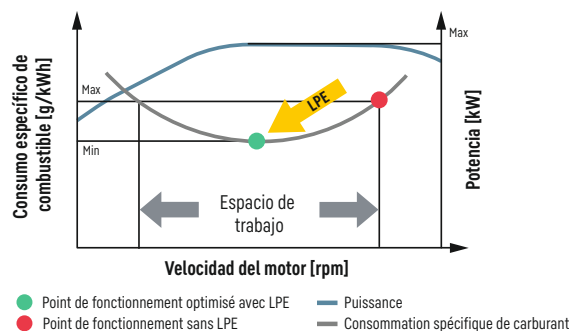 Consumo específico de
combustible [g/kWh]
Max
Min
Max
LPE
Potencia [kW]
Espacio de
trabajo
Velocidad del motor [rpm]
Point de fonctionnement optimisé avec LPE
Puissance
Point de fonctionnement sans LPE
Consommation spécifique de carburant